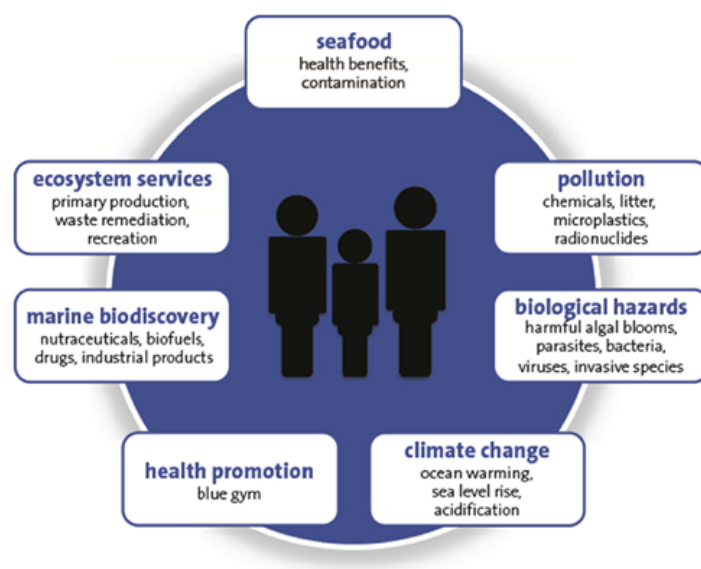 seafood
health benefits,
contamination
ecosystem services
primary production,
waste remediation,
recreation
pollution
chemicals, litter,
microplastics,
radionuclides
marine biodiscovery
nutraceuticals, biofuels,
drugs, industrial products
biological hazards
harmful algal blooms,
parasites, bacteria,
viruses, invasive species
health promotion
blue gym
climate change
ocean warming,
sea level rise,
acidification